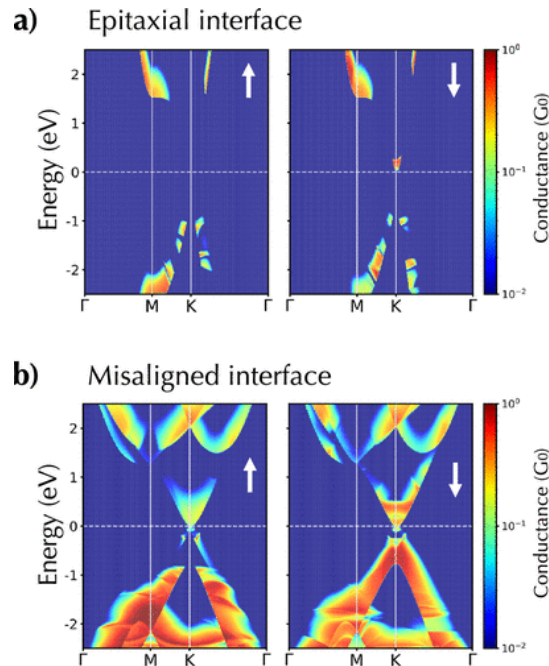 a) Epitaxial interface
Energy (eV)
2
1
0
-1
-2
Γ M K Γ
Γ M K Γ
Conductance (G₀)
10⁰
10⁻¹
10⁻²
b) Misaligned interface
Energy (eV)
2
1
0
-1
-2
Γ M K Γ
Γ M K Γ
Conductance (G₀)
10⁰
10⁻¹
10⁻²